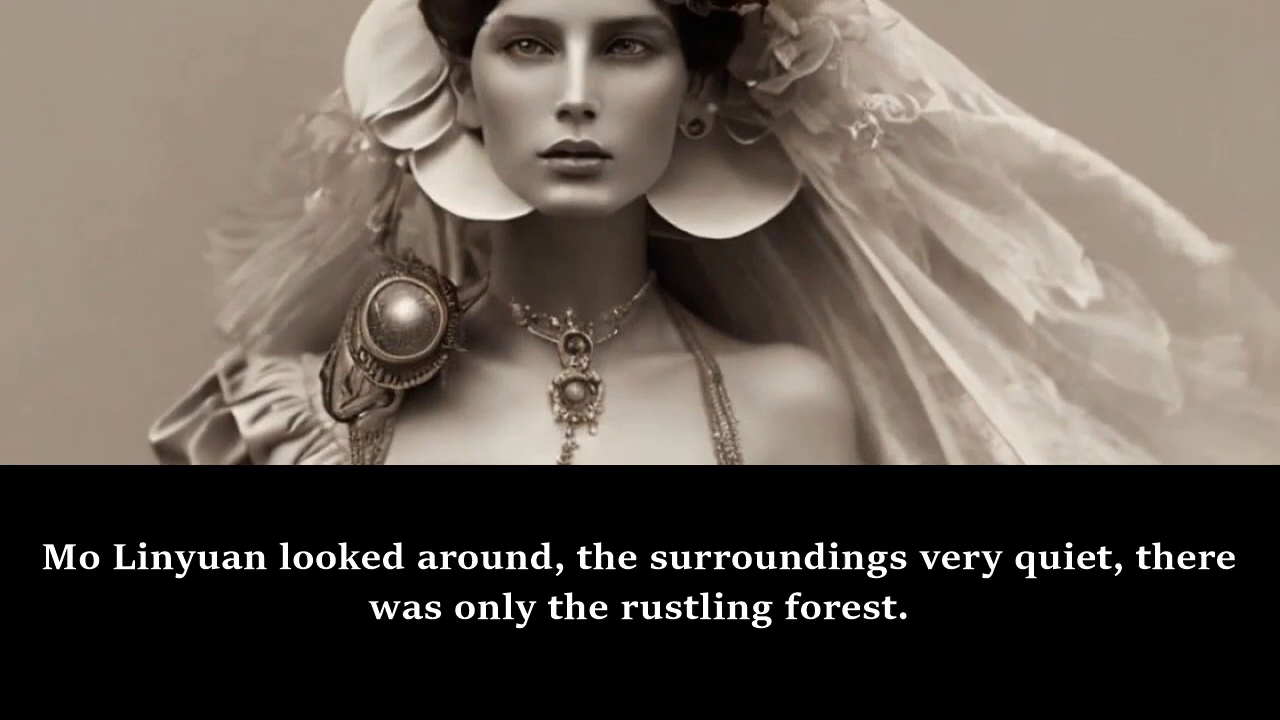 Mo Linyuan looked around, the surroundings very quiet, there
was only the rustling forest.